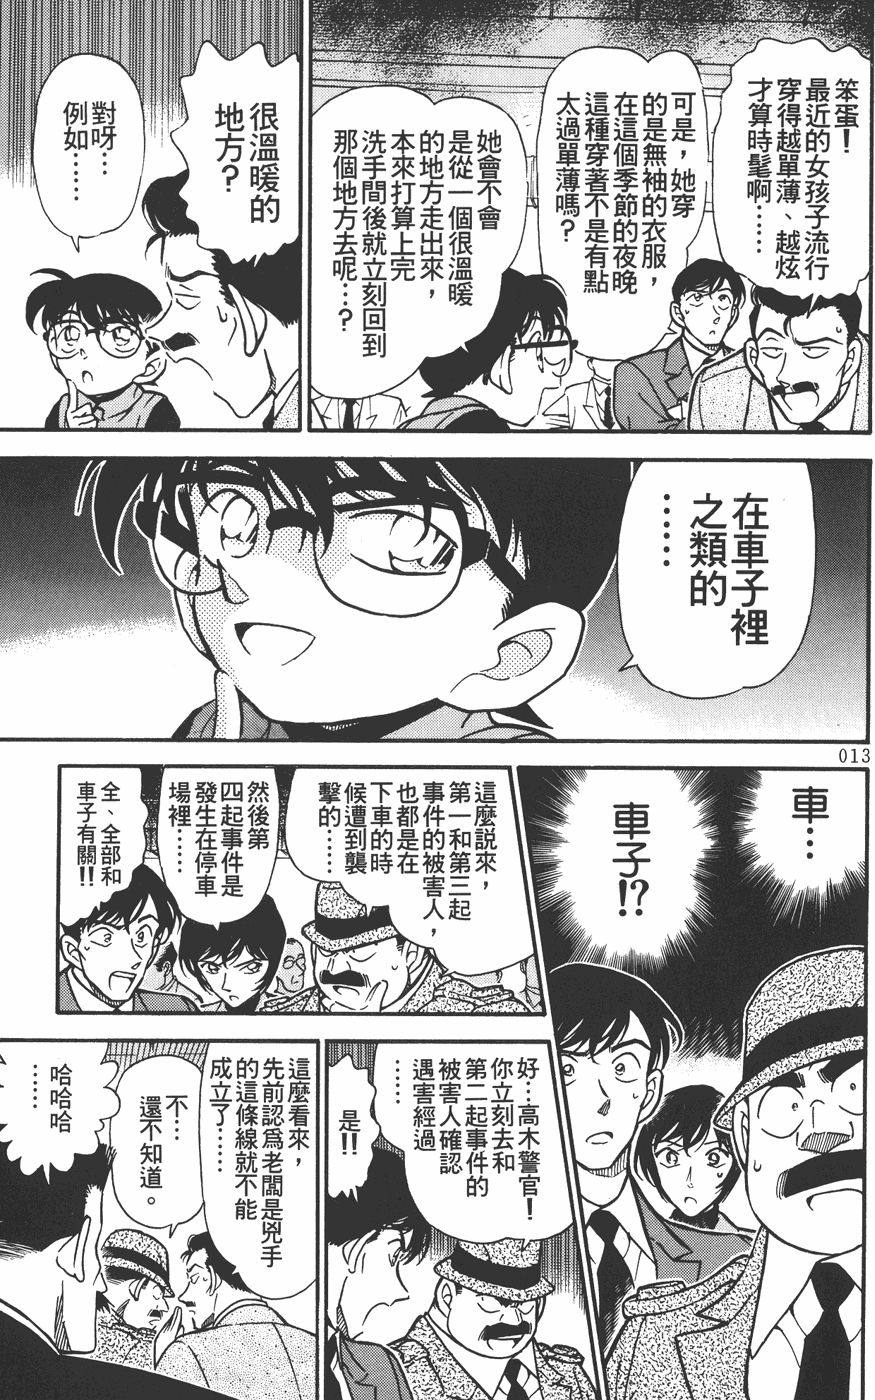 笨蛋！
最近的女孩子流行
穿得越單薄、越炫
才算時髦啊……
可是，她穿
的是無袖的衣服，
在這個季節的夜晚
這種穿著不是有點
太過單薄嗎？
她會不會
是從一個很溫暖
的地方走出來，
本來打算上完
洗手間後就立刻回到
那個地方去呢…？
很溫暖的
地方？
對呀…
例如……
在車子裡
之類的
……
013
車…
車子!?
這麼說來，
第一和第三起
事件的被害人，
也都是在
下車的時
候遭到襲
擊的……
然後第
四起事件是
發生在停車
場裡……
全、全部和
車子有關!!
好…高木警官！
你立刻去和
第二起事件的
被害人確認
遇害經過
……
是!!
這麼看來，
先前認為老闆是兇手
的這條線就不能
成立了……
不…
還不知道。
哈哈哈
……